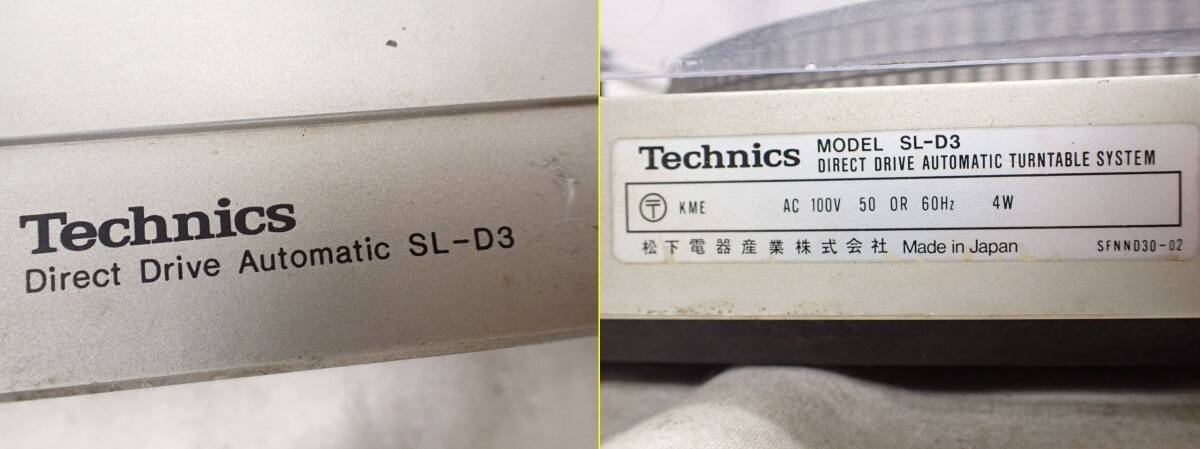 Technics
Direct Drive Automatic SL-D3
Technics MODEL SL-D3
DIRECT DRIVE AUTOMATIC TURNTABLE SYSTEM
〒 KME AC 100V 50 OR 60Hz 4W
松下電器産業株式会社 Made in Japan SFNND30-02